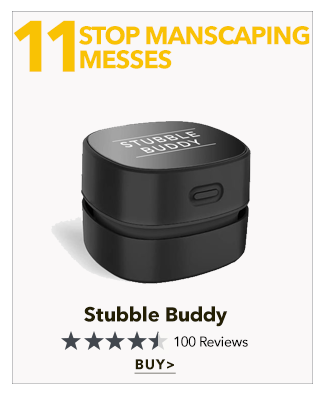 11 STOP MANSCAPING
MESSES
STUBBLE
BUDDY
Stubble Buddy
100 Reviews
BUY>